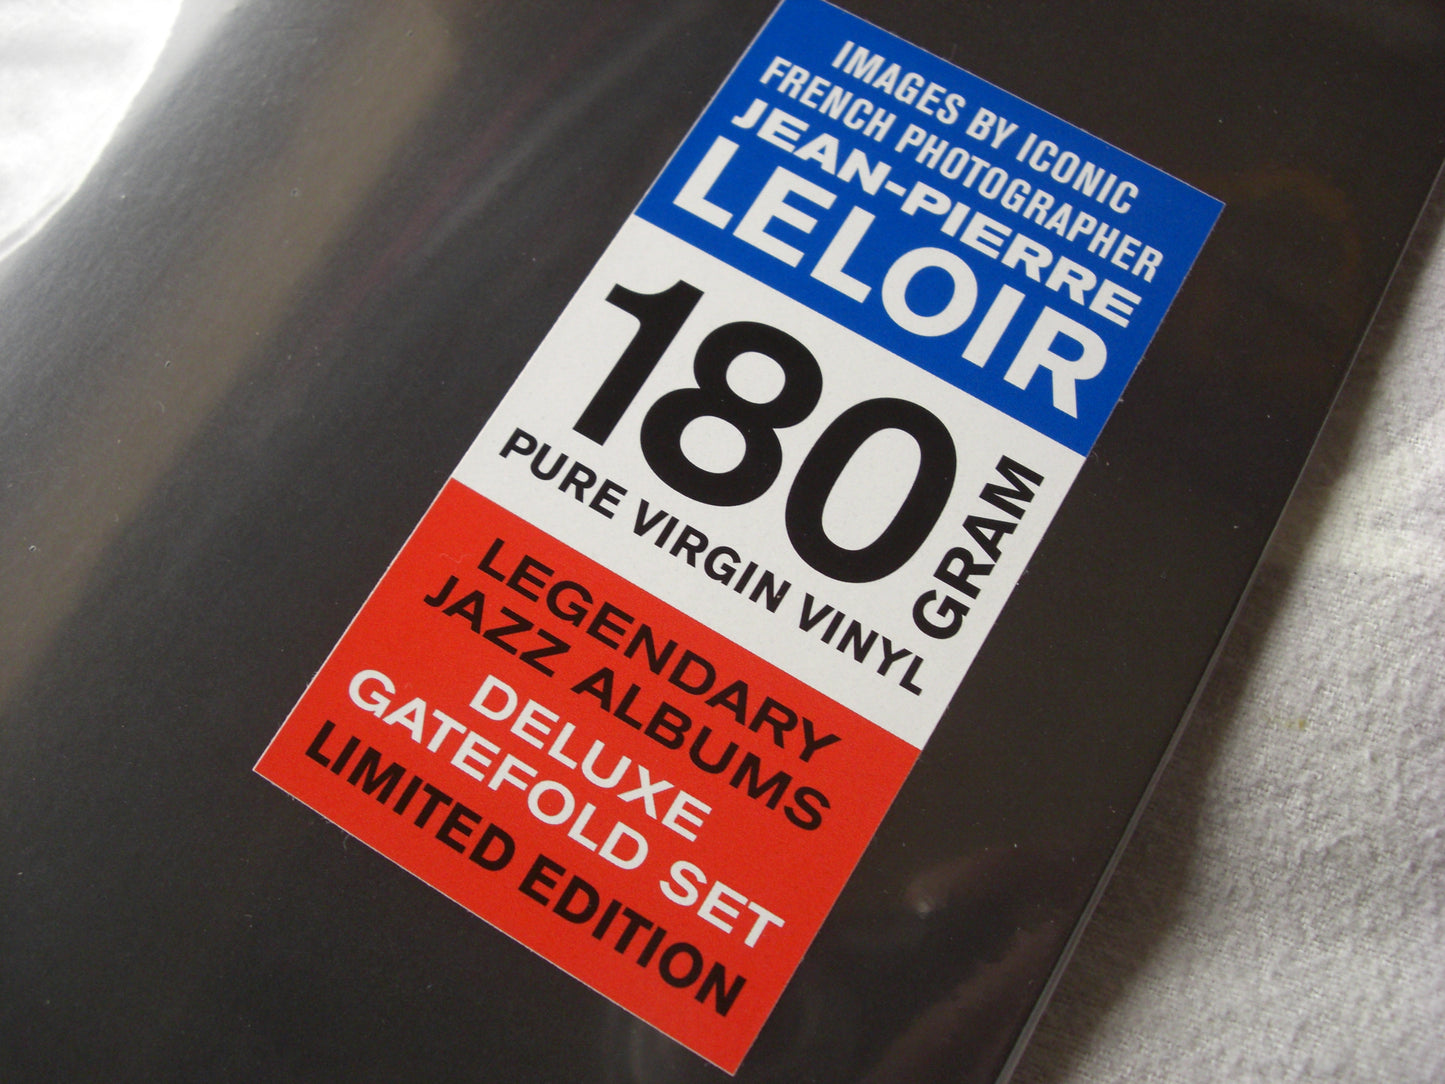 IMAGES BY ICONIC
FRENCH PHOTOGRAPHER
JEAN-PIERRE
LELOIR
180
GRAM
PURE VIRGIN VINYL
LEGENDARY
JAZZ ALBUMS
DELUXE
GATEFOLD SET
LIMITED EDITION